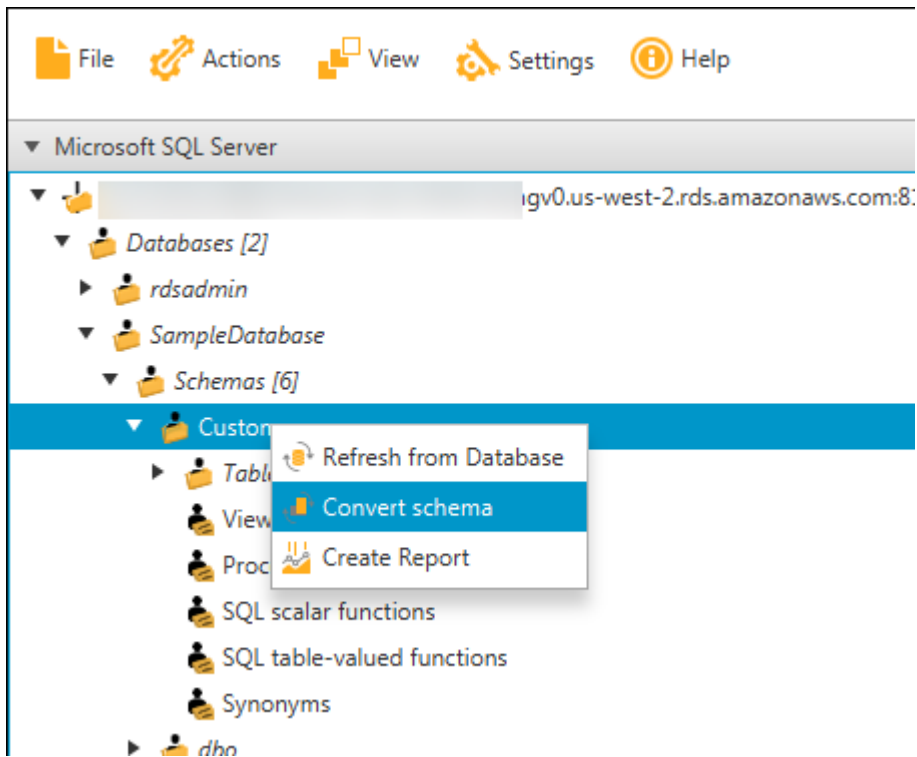 File Actions View Settings Help
Microsoft SQL Server
gv0.us-west-2.rds.amazonaws.com:8
Databases [2]
rdsadmin
SampleDatabase
Schemas [6]
Custom
Refresh from Database
Tabl
Convert schema
View
Create Report
Proc
SQL scalar functions
SQL table-valued functions
Synonyms
dbo